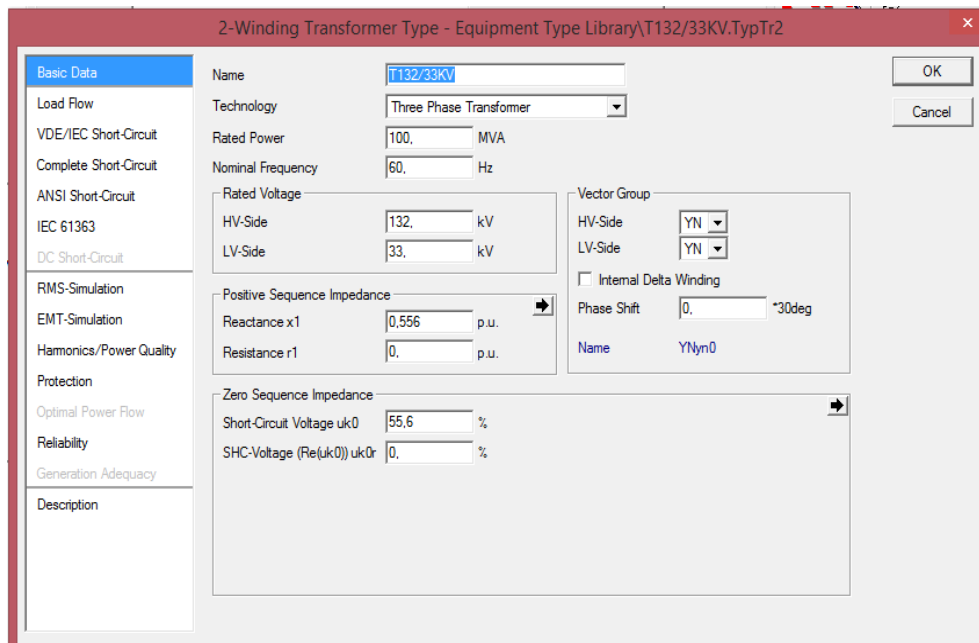 2-Winding Transformer Type - Equipment Type Library\T132/33KV.TypTr2
Basic Data
Load Flow
VDE/IEC Short-Circuit
Complete Short-Circuit
ANSI Short-Circuit
IEC 61363
DC Short-Circuit
RMS-Simulation
EMT-Simulation
Harmonics/Power Quality
Protection
Optimal Power Flow
Reliability
Generation Adequacy
Description
Name T132/33KV
Technology Three Phase Transformer
Rated Power 100, MVA
Nominal Frequency 60, Hz
Rated Voltage
HV-Side 132, kV
LV-Side 33, kV
Positive Sequence Impedance
Reactance x1 0,556 p.u.
Resistance r1 0, p.u.
Vector Group
HV-Side YN
LV-Side YN
Internal Delta Winding
Phase Shift 0, *30deg
Name YNyn0
Zero Sequence Impedance
Short-Circuit Voltage uk0 55,6 %
SHC-Voltage (Re(uk0)) uk0r 0, %
OK
Cancel